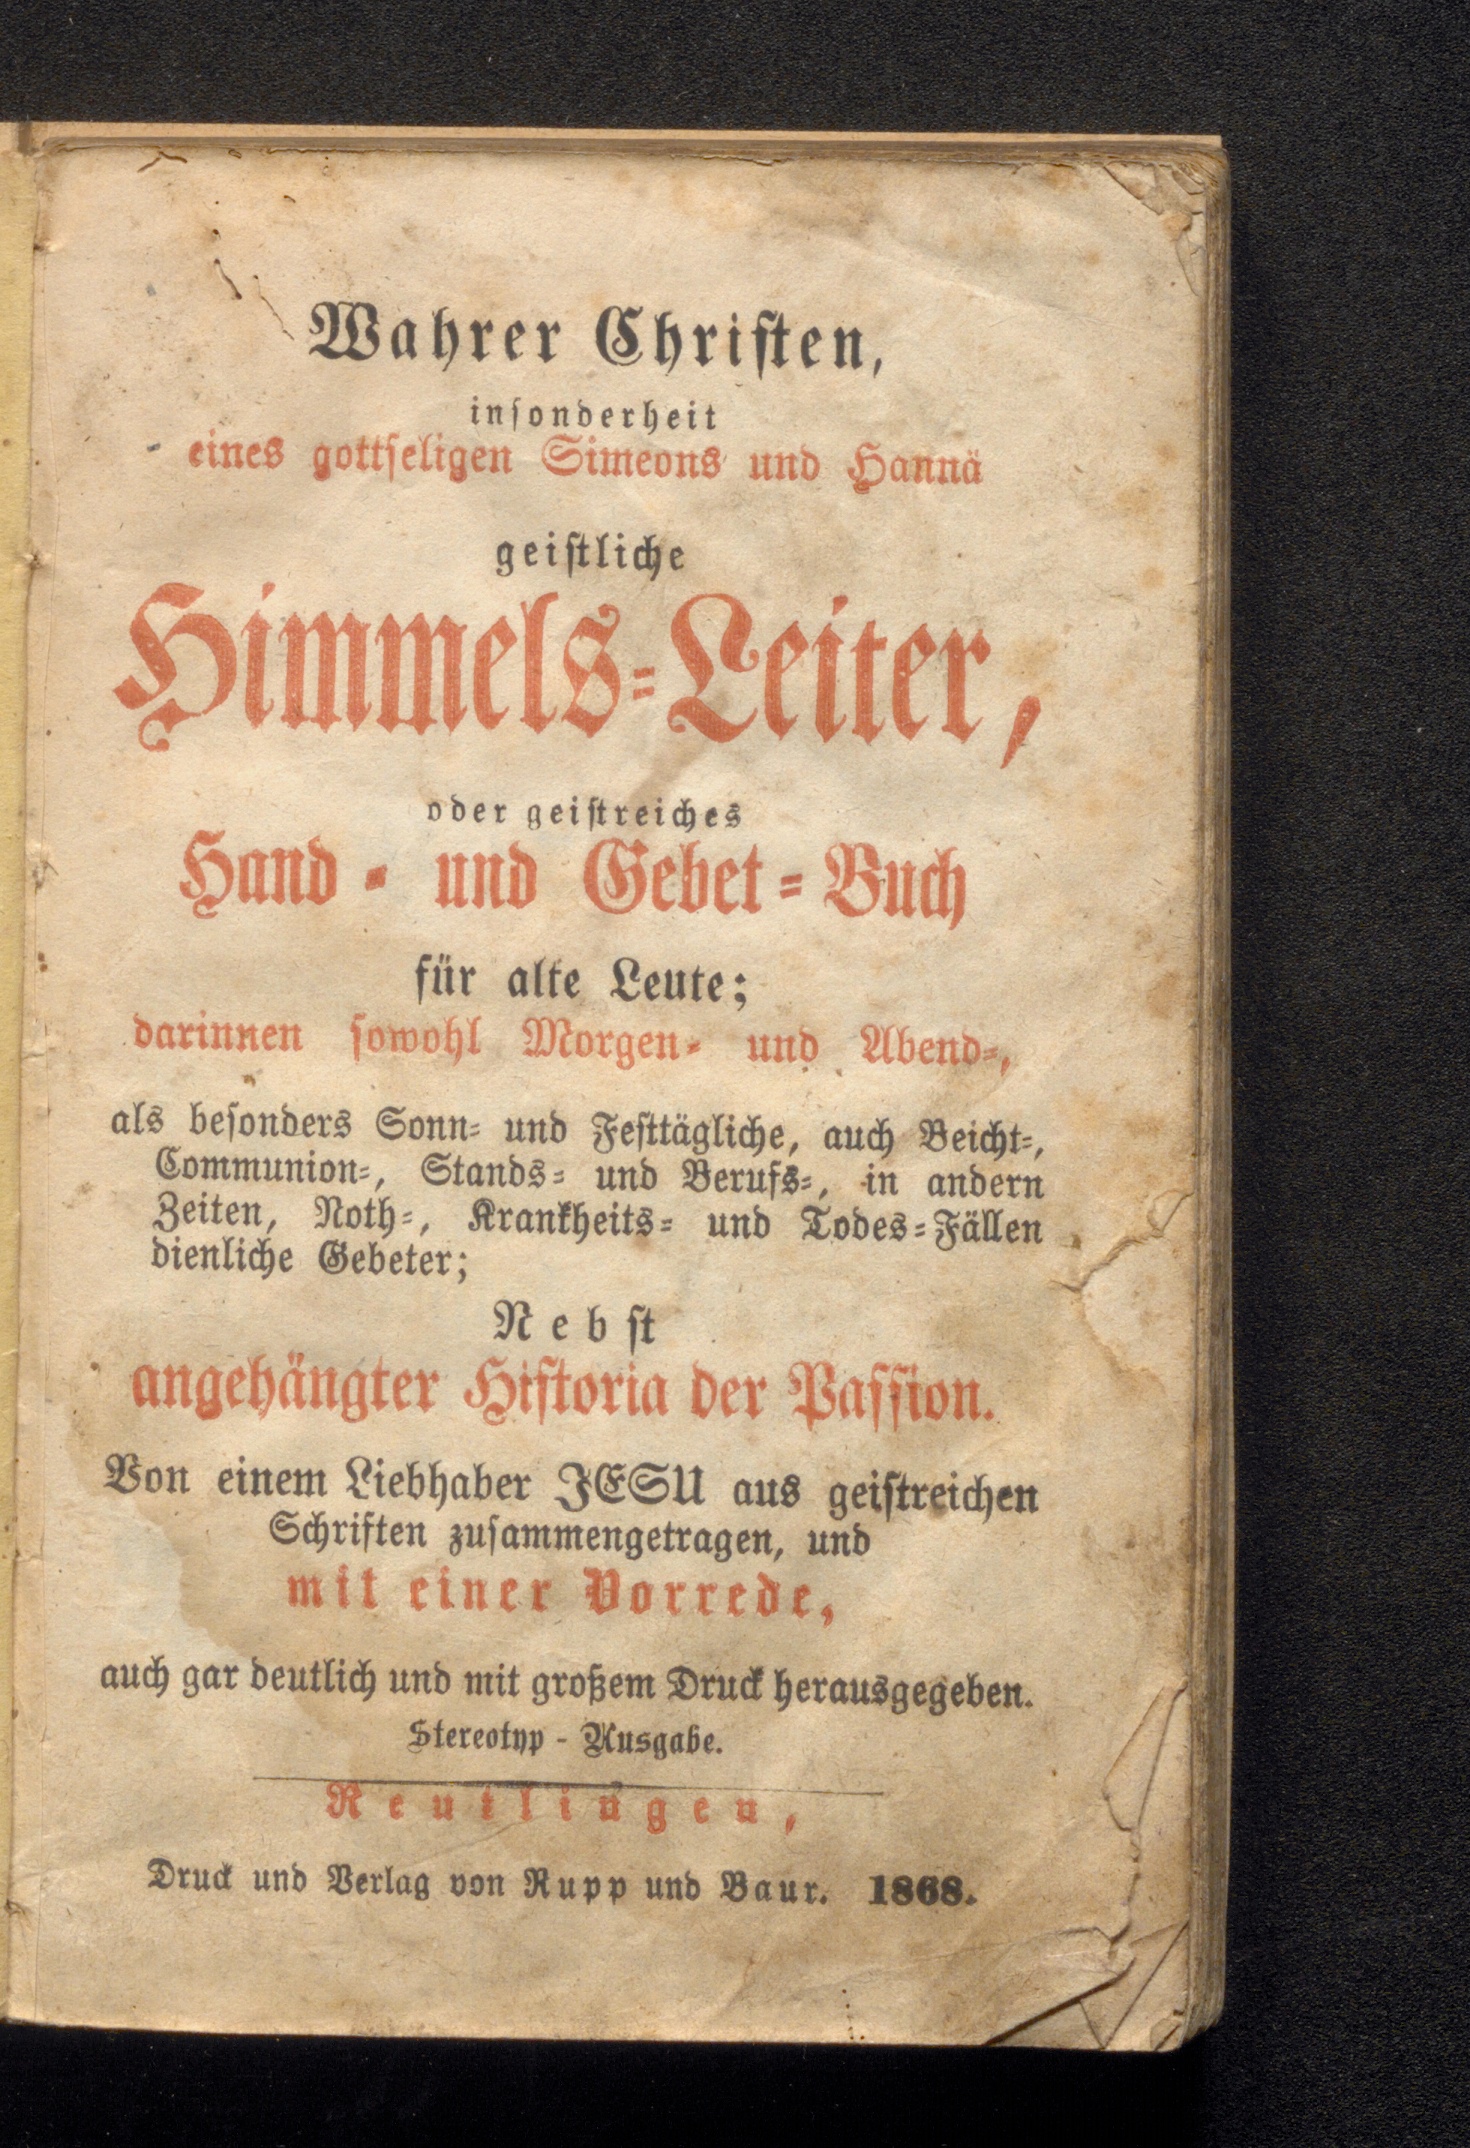 Wahrer Christen,
insonderheit
eines gottseligen Simeons und Hannä
geistliche
Himmels-Leiter,
oder geistreiches
Hand- und Gebet-Buch
für alte Leute;
darinnen sowohl Morgen- und Abend-,
als besonders Sonn- und Festtägliche, auch Beicht-,
Communion-, Stands- und Berufs-, in andern
Zeiten, Noth-, Krankheits- und Todes-Fällen
dienliche Gebeter;
Nebst
angehängter Historia der Passion.
Von einem Liebhaber JESU aus geistreichen
Schriften zusammengetragen, und
mit einer Vorrede,
auch gar deutlich und mit großem Druck herausgegeben.
Stereotyp-Ausgabe.
Reutlingen,
Druck und Verlag von Rupp und Baur. 1868.